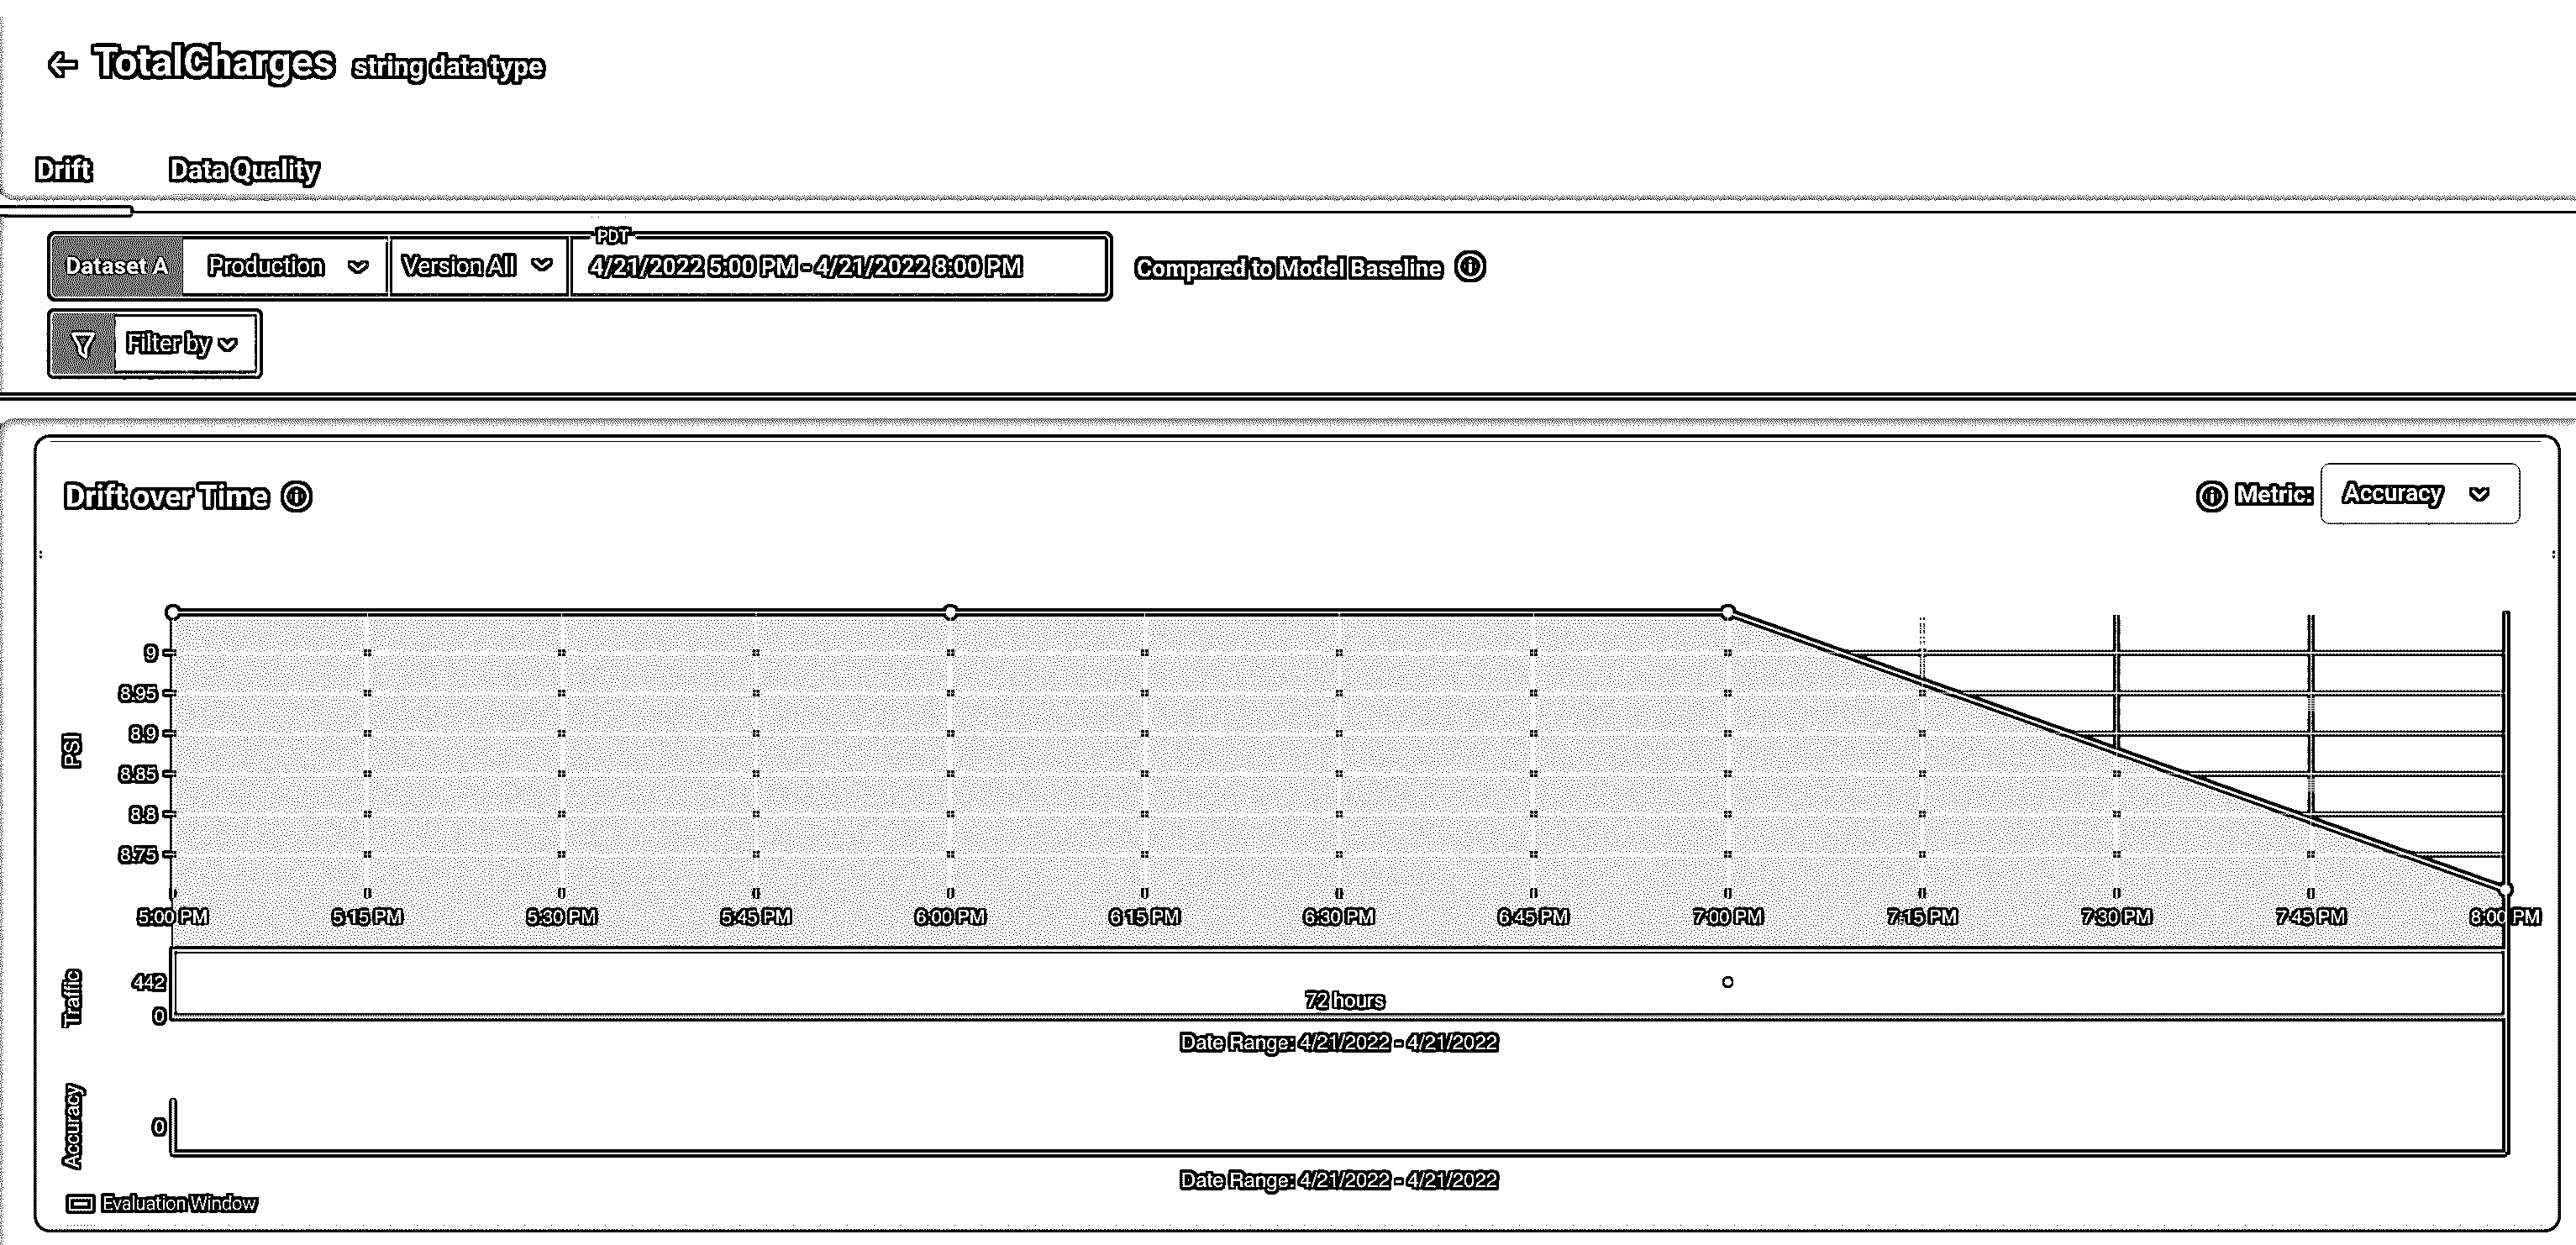 ← TotalCharges string data type
Drift Data Quality
PDT
Dataset A Production Version All 4/21/2022 5:00 PM - 4/21/2022 8:00 PM Compared to Model Baseline
Filter by
Drift over Time Metric: Accuracy
PSI
9
8.95
8.9
8.85
8.8
8.75
5:00 PM 5:15 PM 5:30 PM 5:45 PM 6:00 PM 6:15 PM 6:30 PM 6:45 PM 7:00 PM 7:15 PM 7:30 PM 7:45 PM 8:00 PM
Traffic
442
72 hours
0
Date Range: 4/21/2022 - 4/21/2022
Accuracy
0
Date Range: 4/21/2022 - 4/21/2022
Evaluation Window